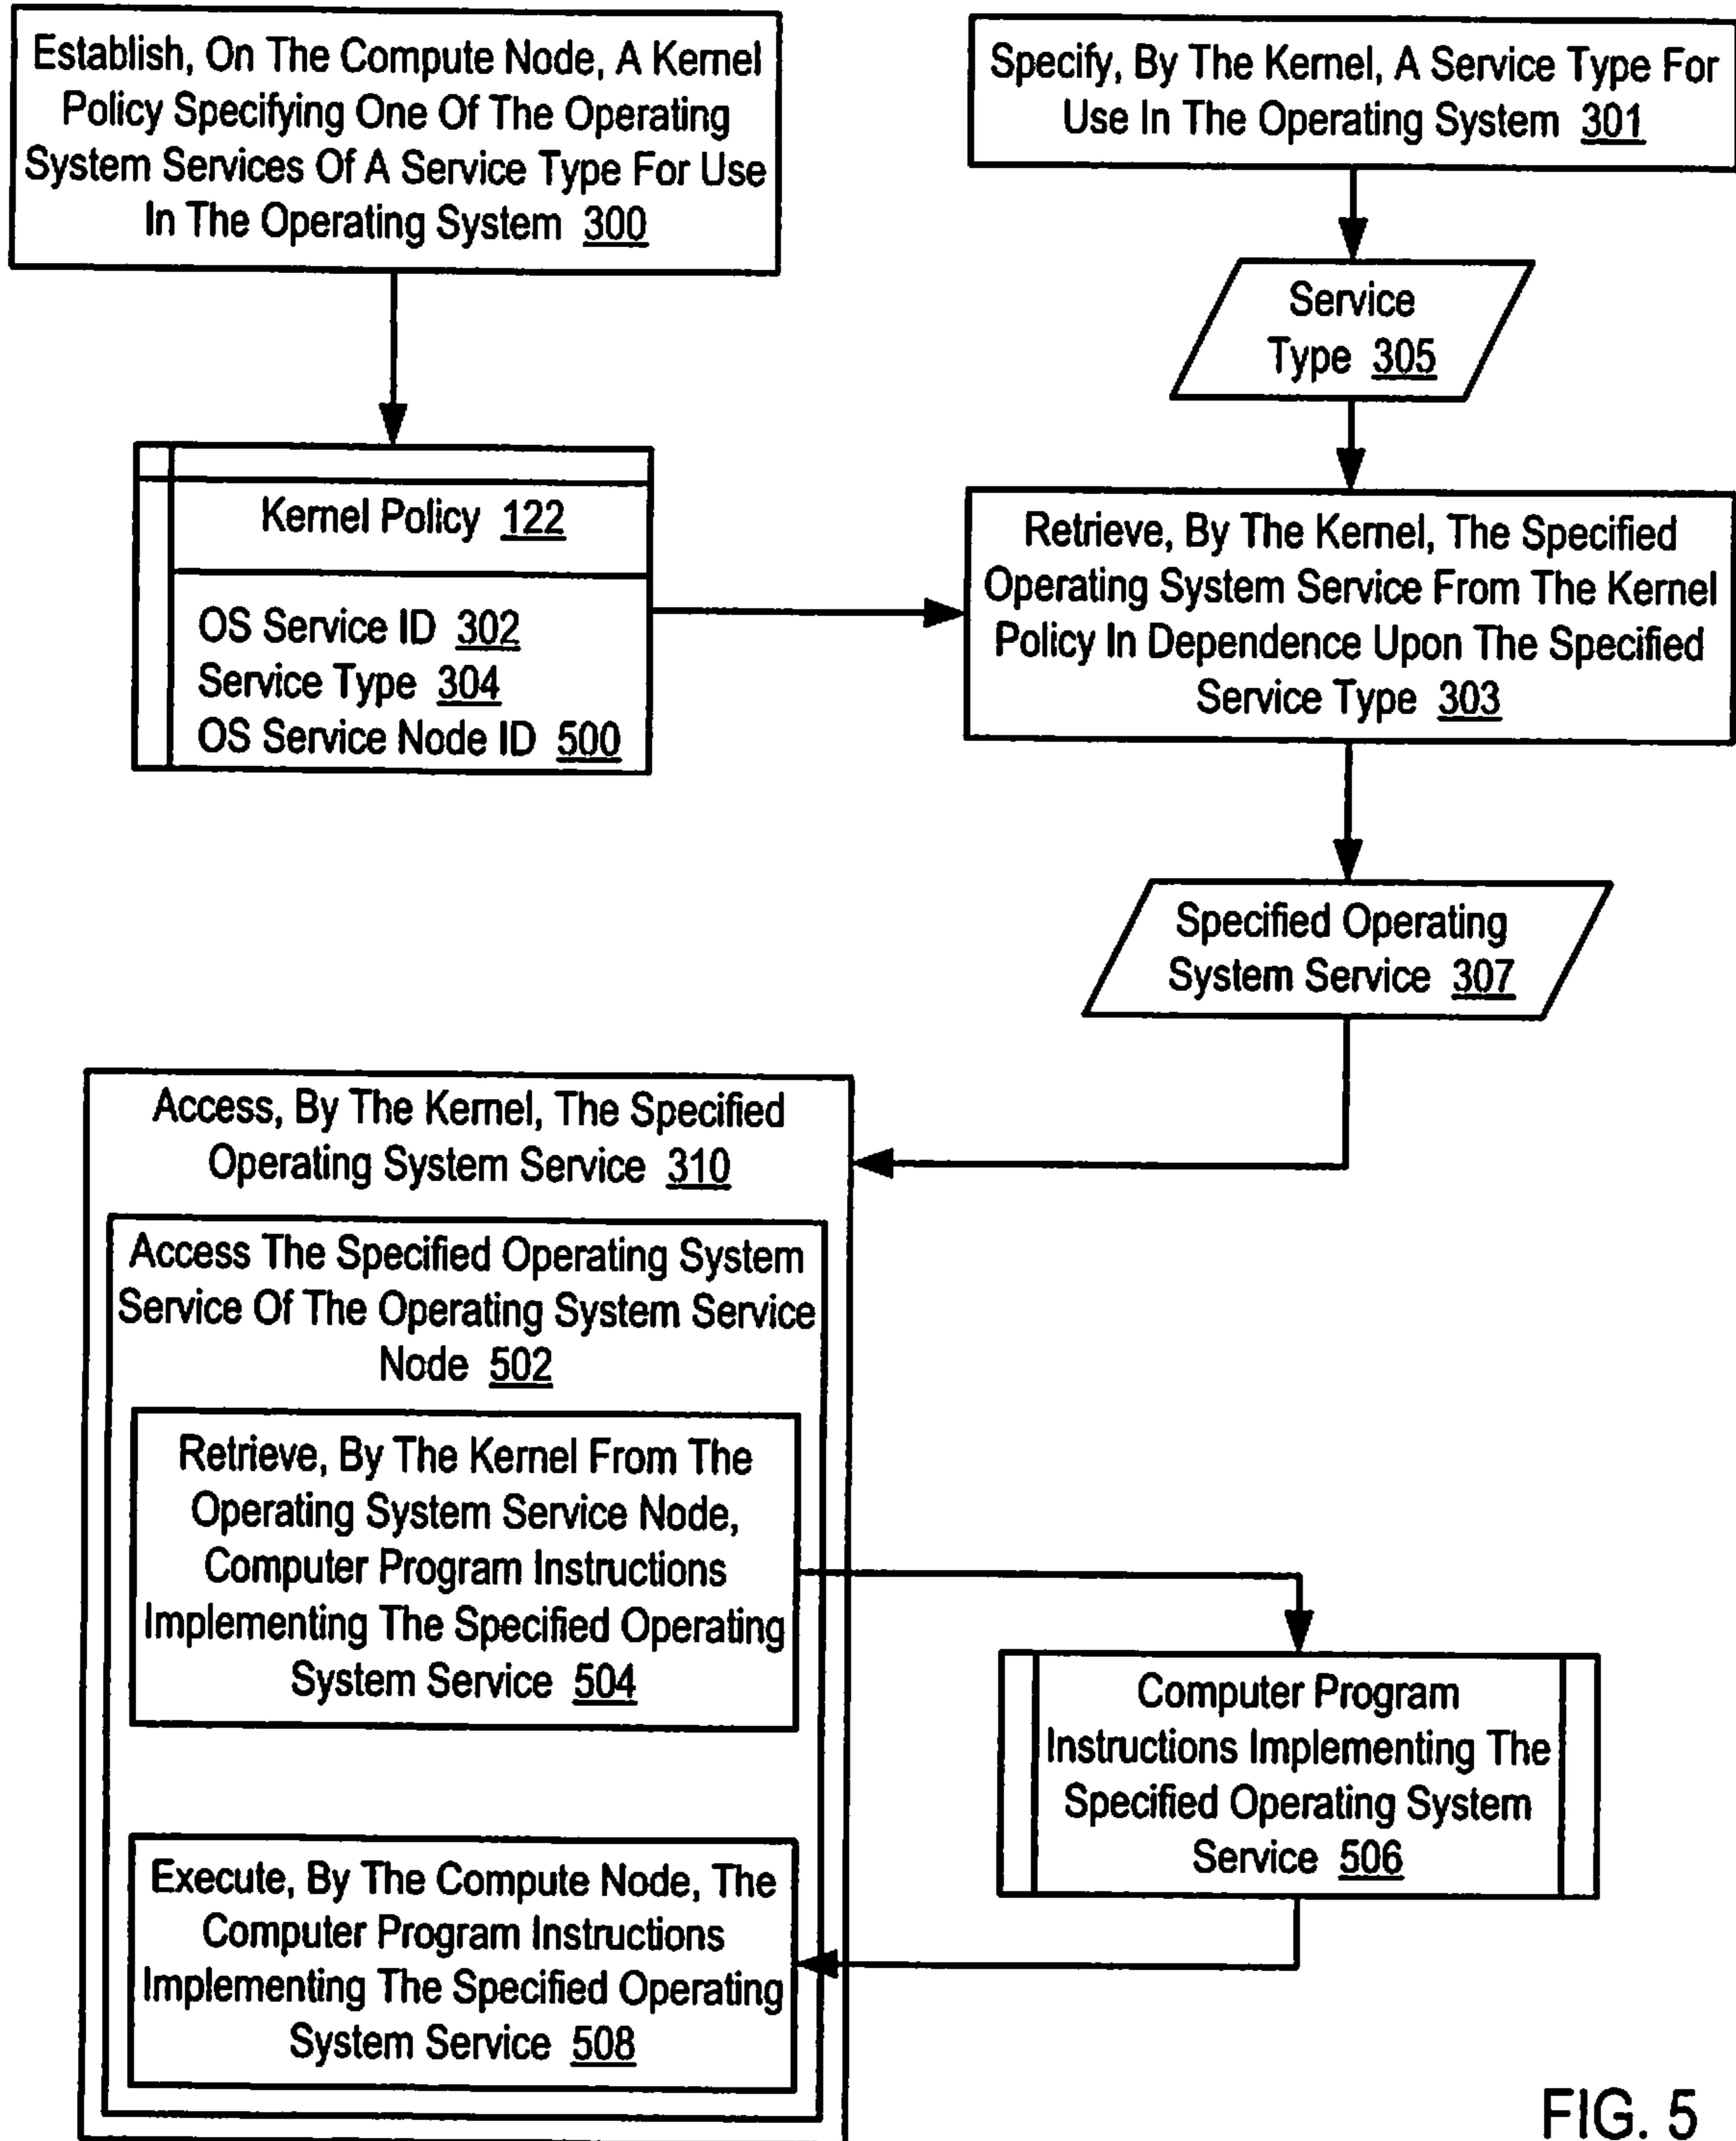 Establish, On The Compute Node, A Kernel
Policy Specifying One Of The Operating
System Services Of A Service Type For Use
In The Operating System 300
Specify, By The Kernel, A Service Type For
Use In The Operating System 301
Service
Type 305
Kernel Policy 122
OS Service ID 302
Service Type 304
OS Service Node ID 500
Retrieve, By The Kernel, The Specified
Operating System Service From The Kernel
Policy In Dependence Upon The Specified
Service Type 303
Specified Operating
System Service 307
Access, By The Kernel, The Specified
Operating System Service 310
Access The Specified Operating System
Service Of The Operating System Service
Node 502
Retrieve, By The Kernel From The
Operating System Service Node,
Computer Program Instructions
Implementing The Specified Operating
System Service 504
Computer Program
Instructions Implementing The
Specified Operating System
Service 506
Execute, By The Compute Node, The
Computer Program Instructions
Implementing The Specified Operating
System Service 508
FIG. 5